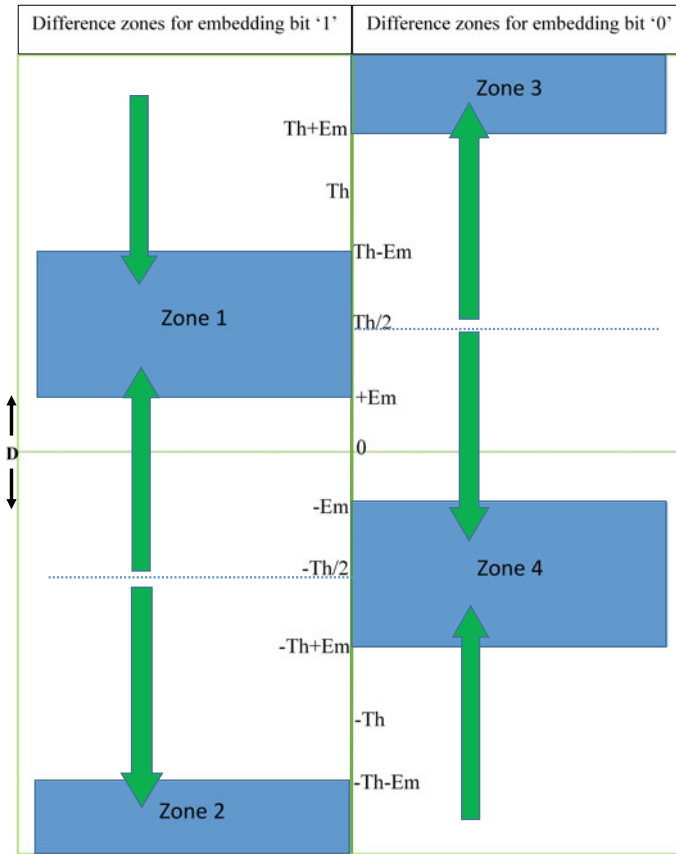 Difference zones for embedding bit ‘1’
Difference zones for embedding bit ‘0’
Zone 3
Th+Em
Th
Th-Em
Zone 1
Th/2
+Em
0
D
-Em
-Th/2
Zone 4
-Th+Em
-Th
-Th-Em
Zone 2